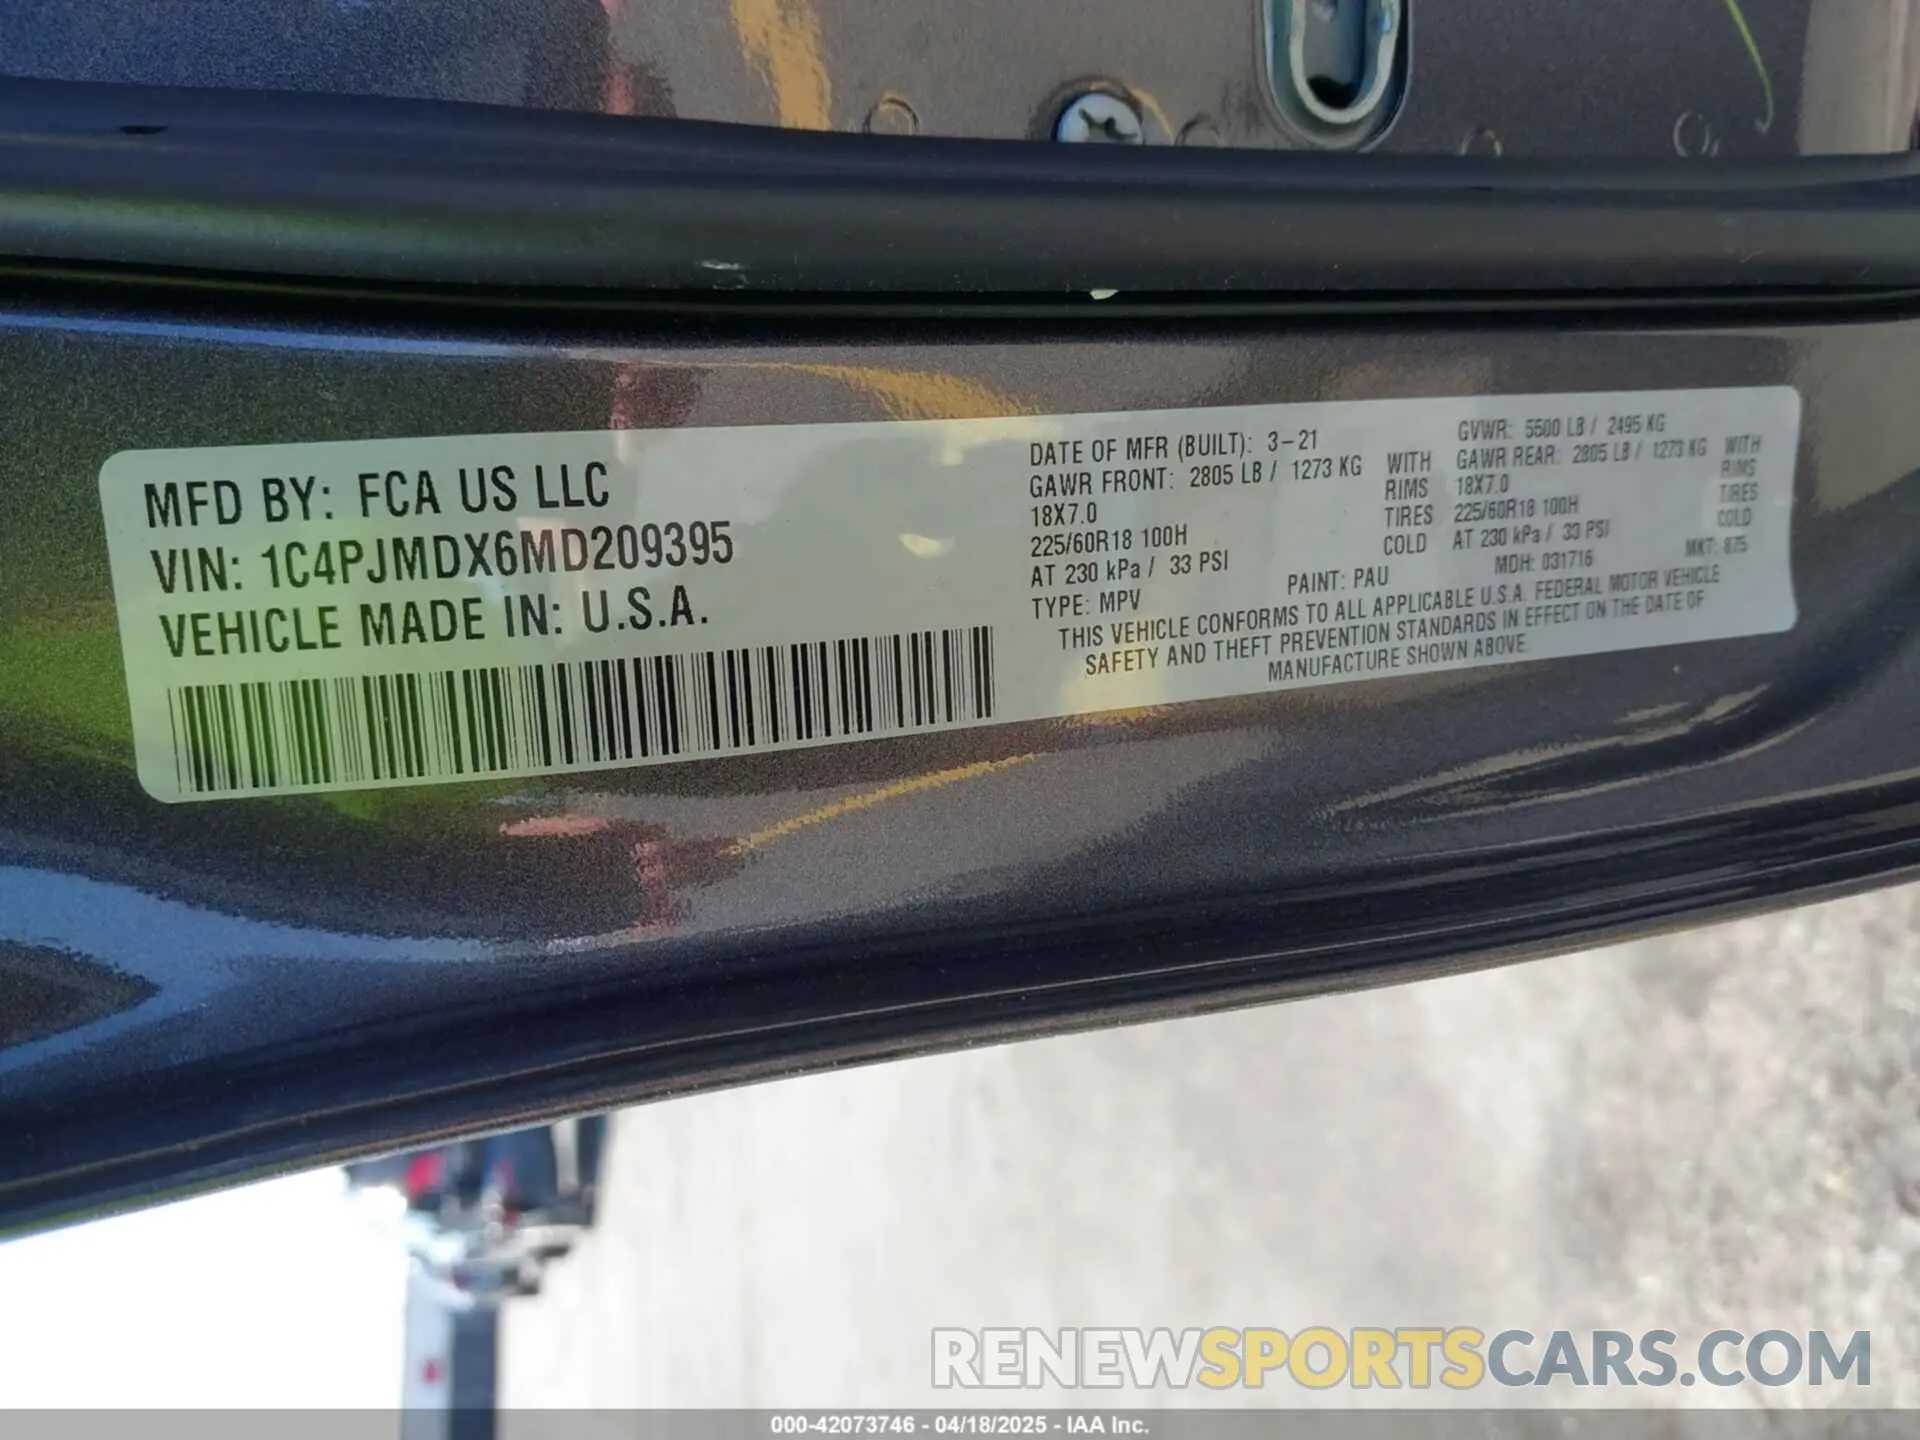 MFD BY: FCA US LLC
VIN: 1C4PJMDX6MD209395
VEHICLE MADE IN: U.S.A.
DATE OF MFR (BUILT): 3-21
GVWR: 5500 LB / 2495 KG
GAWR FRONT: 2805 LB / 1273 KG WITH
18X7.0 RIMS
225/60R18 100H TIRES
AT 230 kPa / 33 PSI COLD
GAWR REAR: 2805 LB / 1273 KG WITH
18X7.0 RIMS
225/60R18 100H TIRES
AT 230 kPa / 33 PSI COLD
TYPE: MPV PAINT: PAU MDH: 031716 MKT: 875
THIS VEHICLE CONFORMS TO ALL APPLICABLE U.S.A. FEDERAL MOTOR VEHICLE
SAFETY AND THEFT PREVENTION STANDARDS IN EFFECT ON THE DATE OF
MANUFACTURE SHOWN ABOVE
RENEWSPORTSCARS.COM
000-42073746 - 04/18/2025 - IAA Inc.